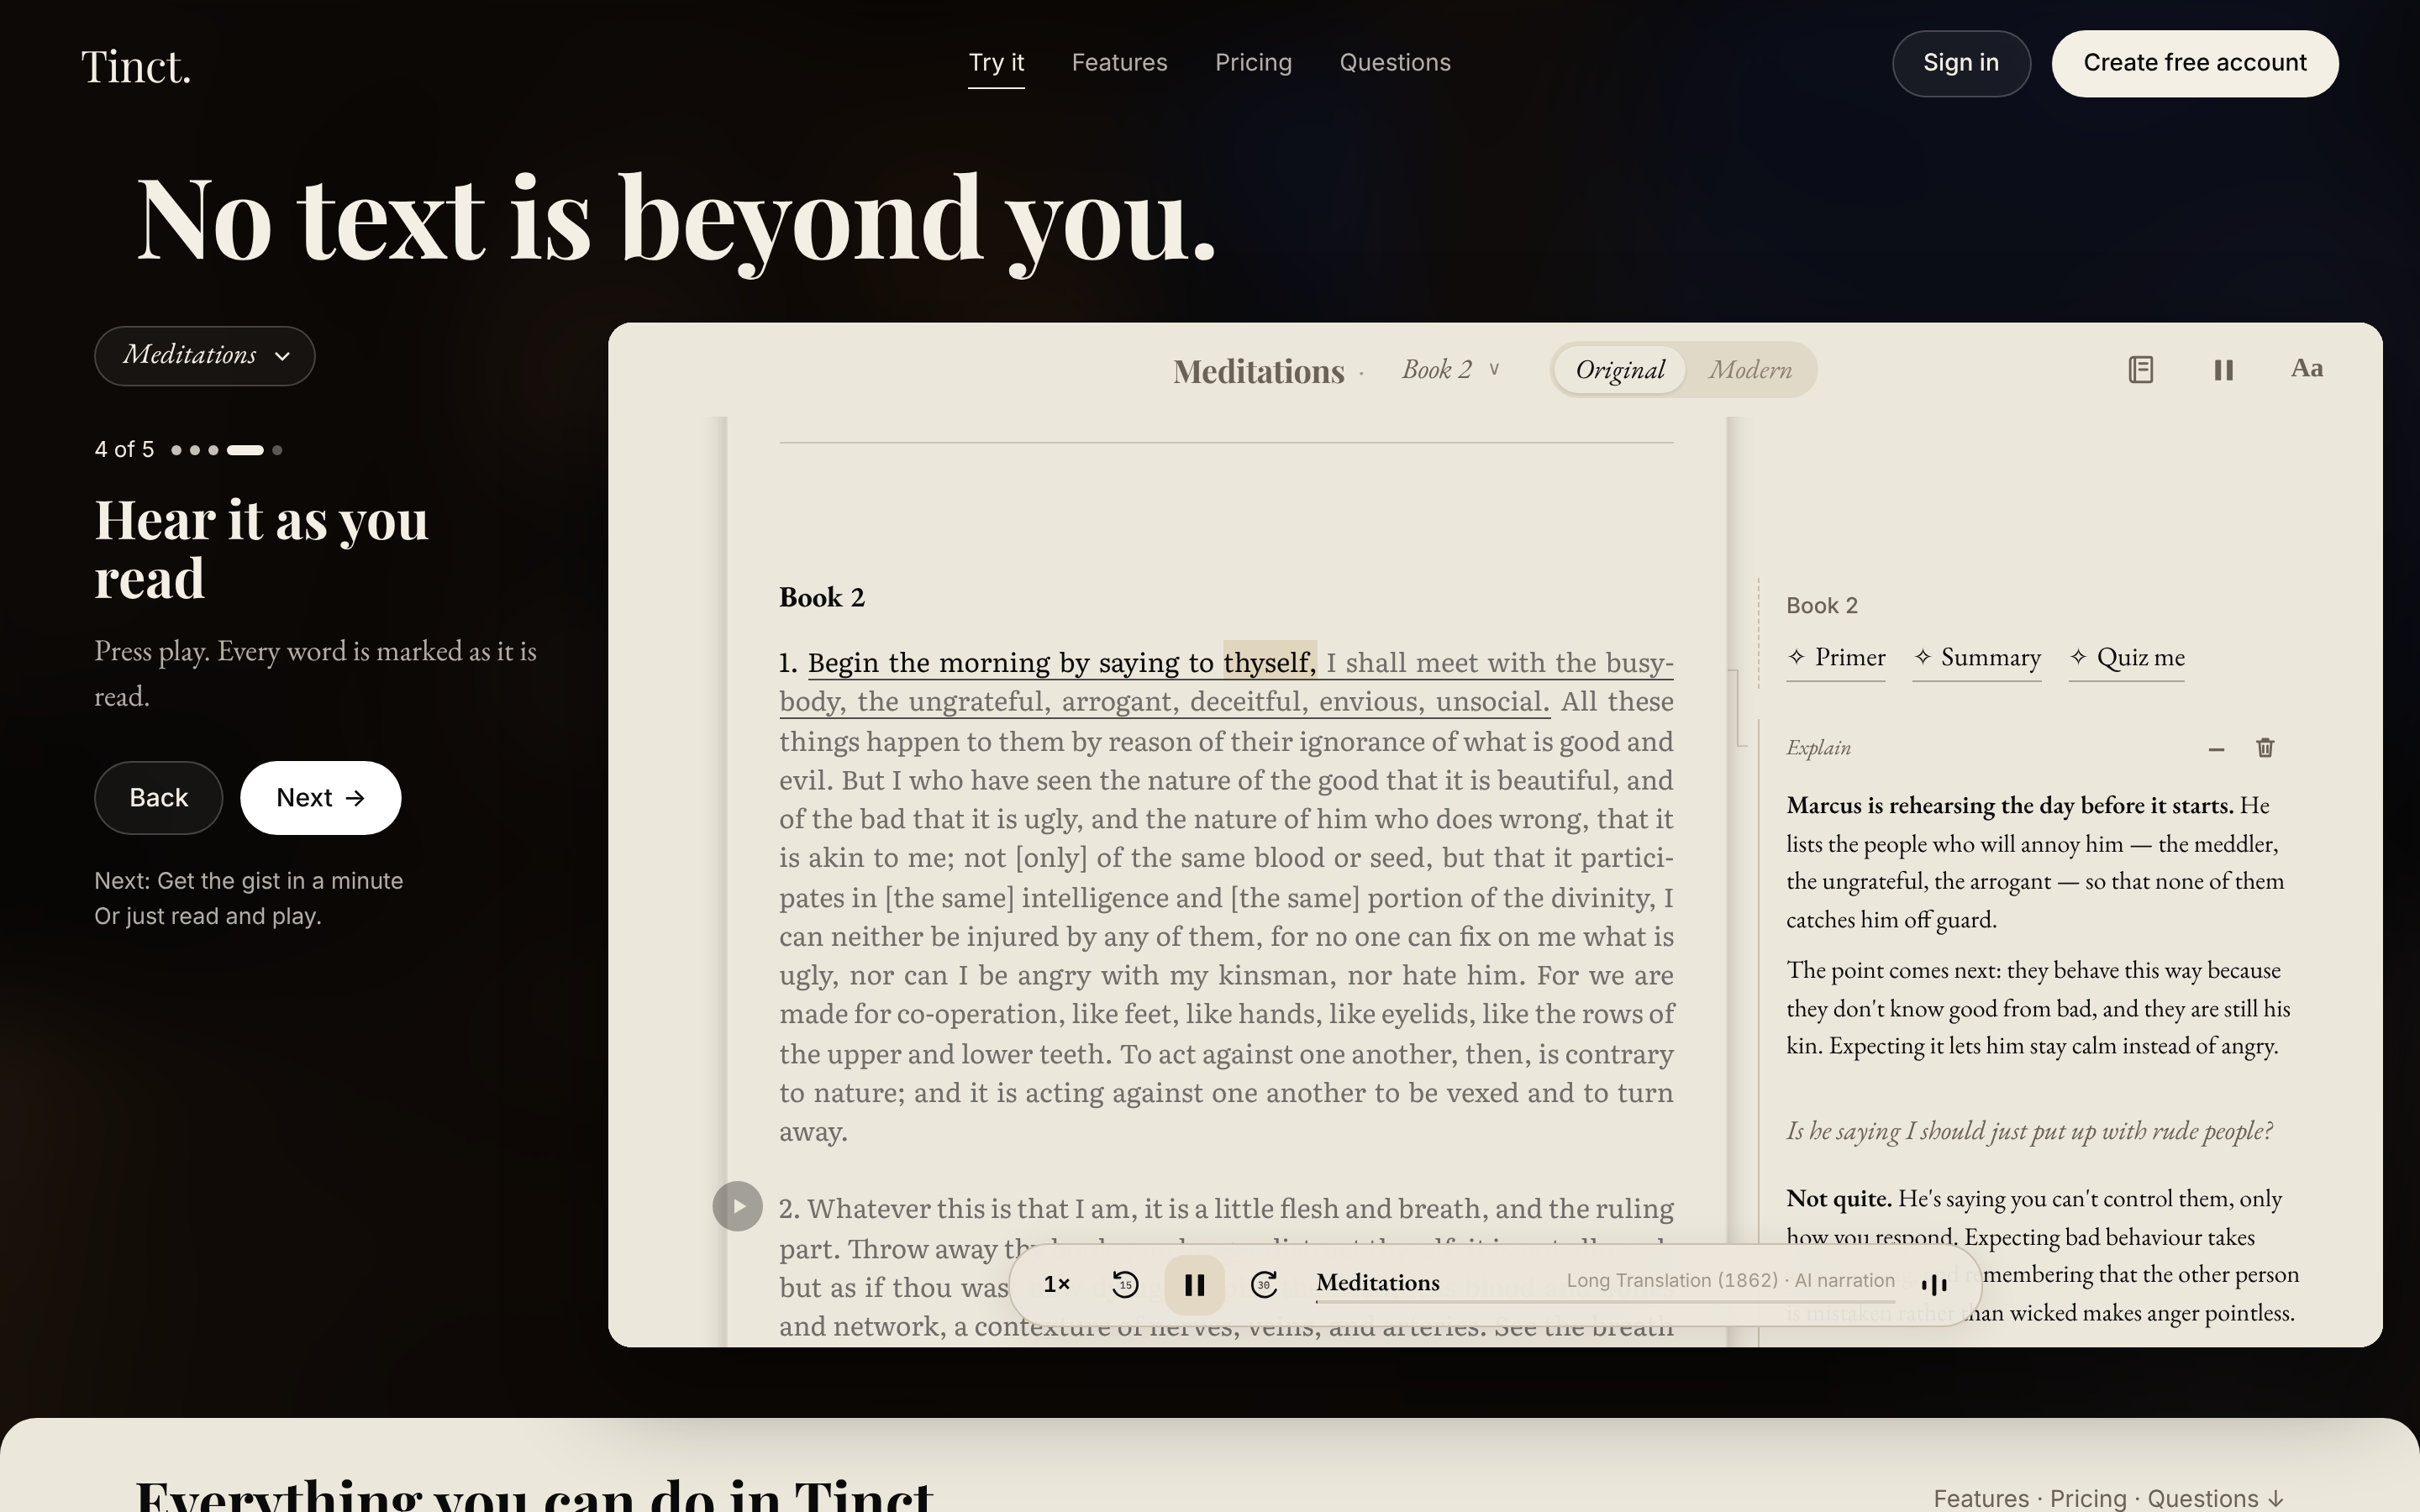 Tinct.
Try it
Features
Pricing
Questions
Sign in
Create free account
No text is beyond you.
Meditations
4 of 5
Hear it as you
read
Press play. Every word is marked as it is
read.
Back
Next →
Next: Get the gist in a minute
Or just read and play.
Meditations · Book 2
Original
Modern
Aa
Book 2
1. Begin the morning by saying to thyself, I shall meet with the busy-
body, the ungrateful, arrogant, deceitful, envious, unsocial. All these
things happen to them by reason of their ignorance of what is good and
evil. But I who have seen the nature of the good that it is beautiful, and
of the bad that it is ugly, and the nature of him who does wrong, that it
is akin to me; not [only] of the same blood or seed, but that it partici-
pates in [the same] intelligence and [the same] portion of the divinity, I
can neither be injured by any of them, for no one can fix on me what is
ugly, nor can I be angry with my kinsman, nor hate him. For we are
made for co-operation, like feet, like hands, like eyelids, like the rows of
the upper and lower teeth. To act against one another, then, is contrary
to nature; and it is acting against one another to be vexed and to turn
away.
2. Whatever this is that I am, it is a little flesh and breath, and the ruling
part. Throw away
but as if thou was
and network, a contexture of nerves, veins, and arteries. See the breath
Book 2
✧ Primer
✧ Summary
✧ Quiz me
Explain
Marcus is rehearsing the day before it starts. He
lists the people who will annoy him — the meddler,
the ungrateful, the arrogant — so that none of them
catches him off guard.
The point comes next: they behave this way because
they don't know good from bad, and they are still his
kin. Expecting it lets him stay calm instead of angry.
Is he saying I should just put up with rude people?
Not quite. He's saying you can't control them, only
how you respond. Expecting bad behaviour takes
remembering that the other person
is mistaken rather than wicked makes anger pointless.
1×
15
30
Meditations
Long Translation (1862) · AI narration
Everything you can do in Tinct
Features · Pricing · Questions ↓